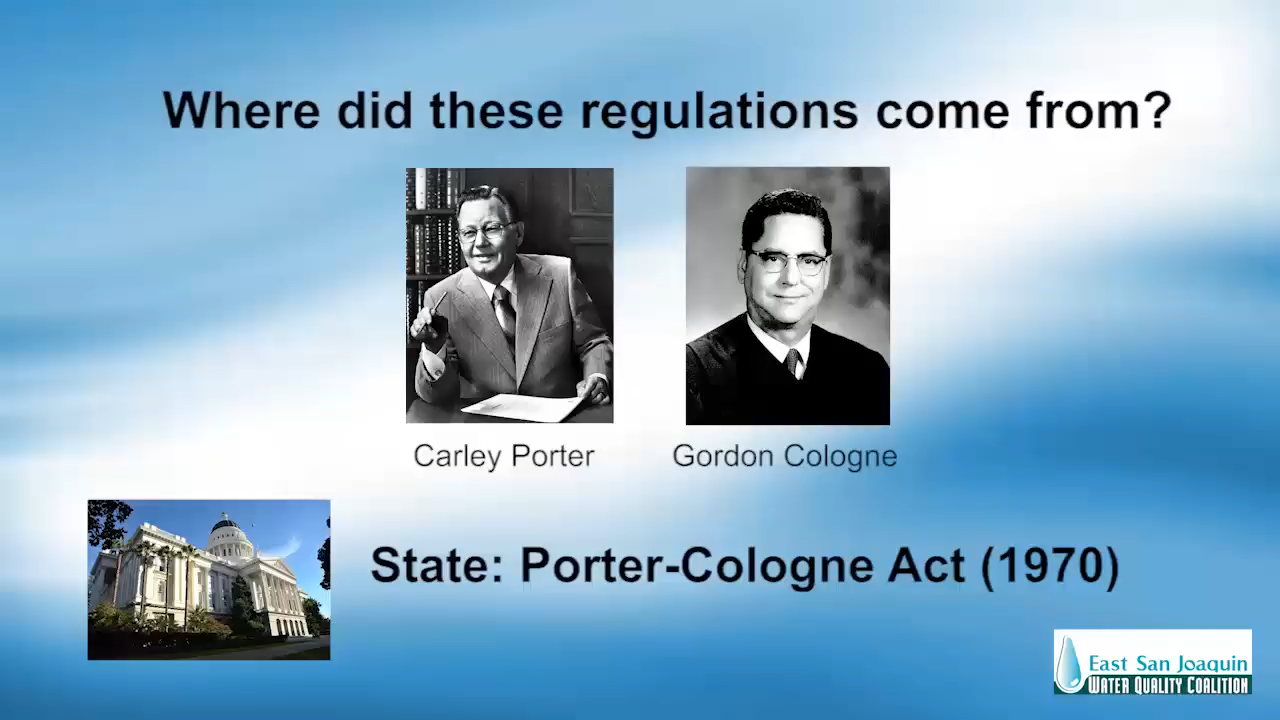 Where did these regulations come from?
Carley Porter
Gordon Cologne
State: Porter-Cologne Act (1970)
East San Joaquin
WATER QUALITY COALITION